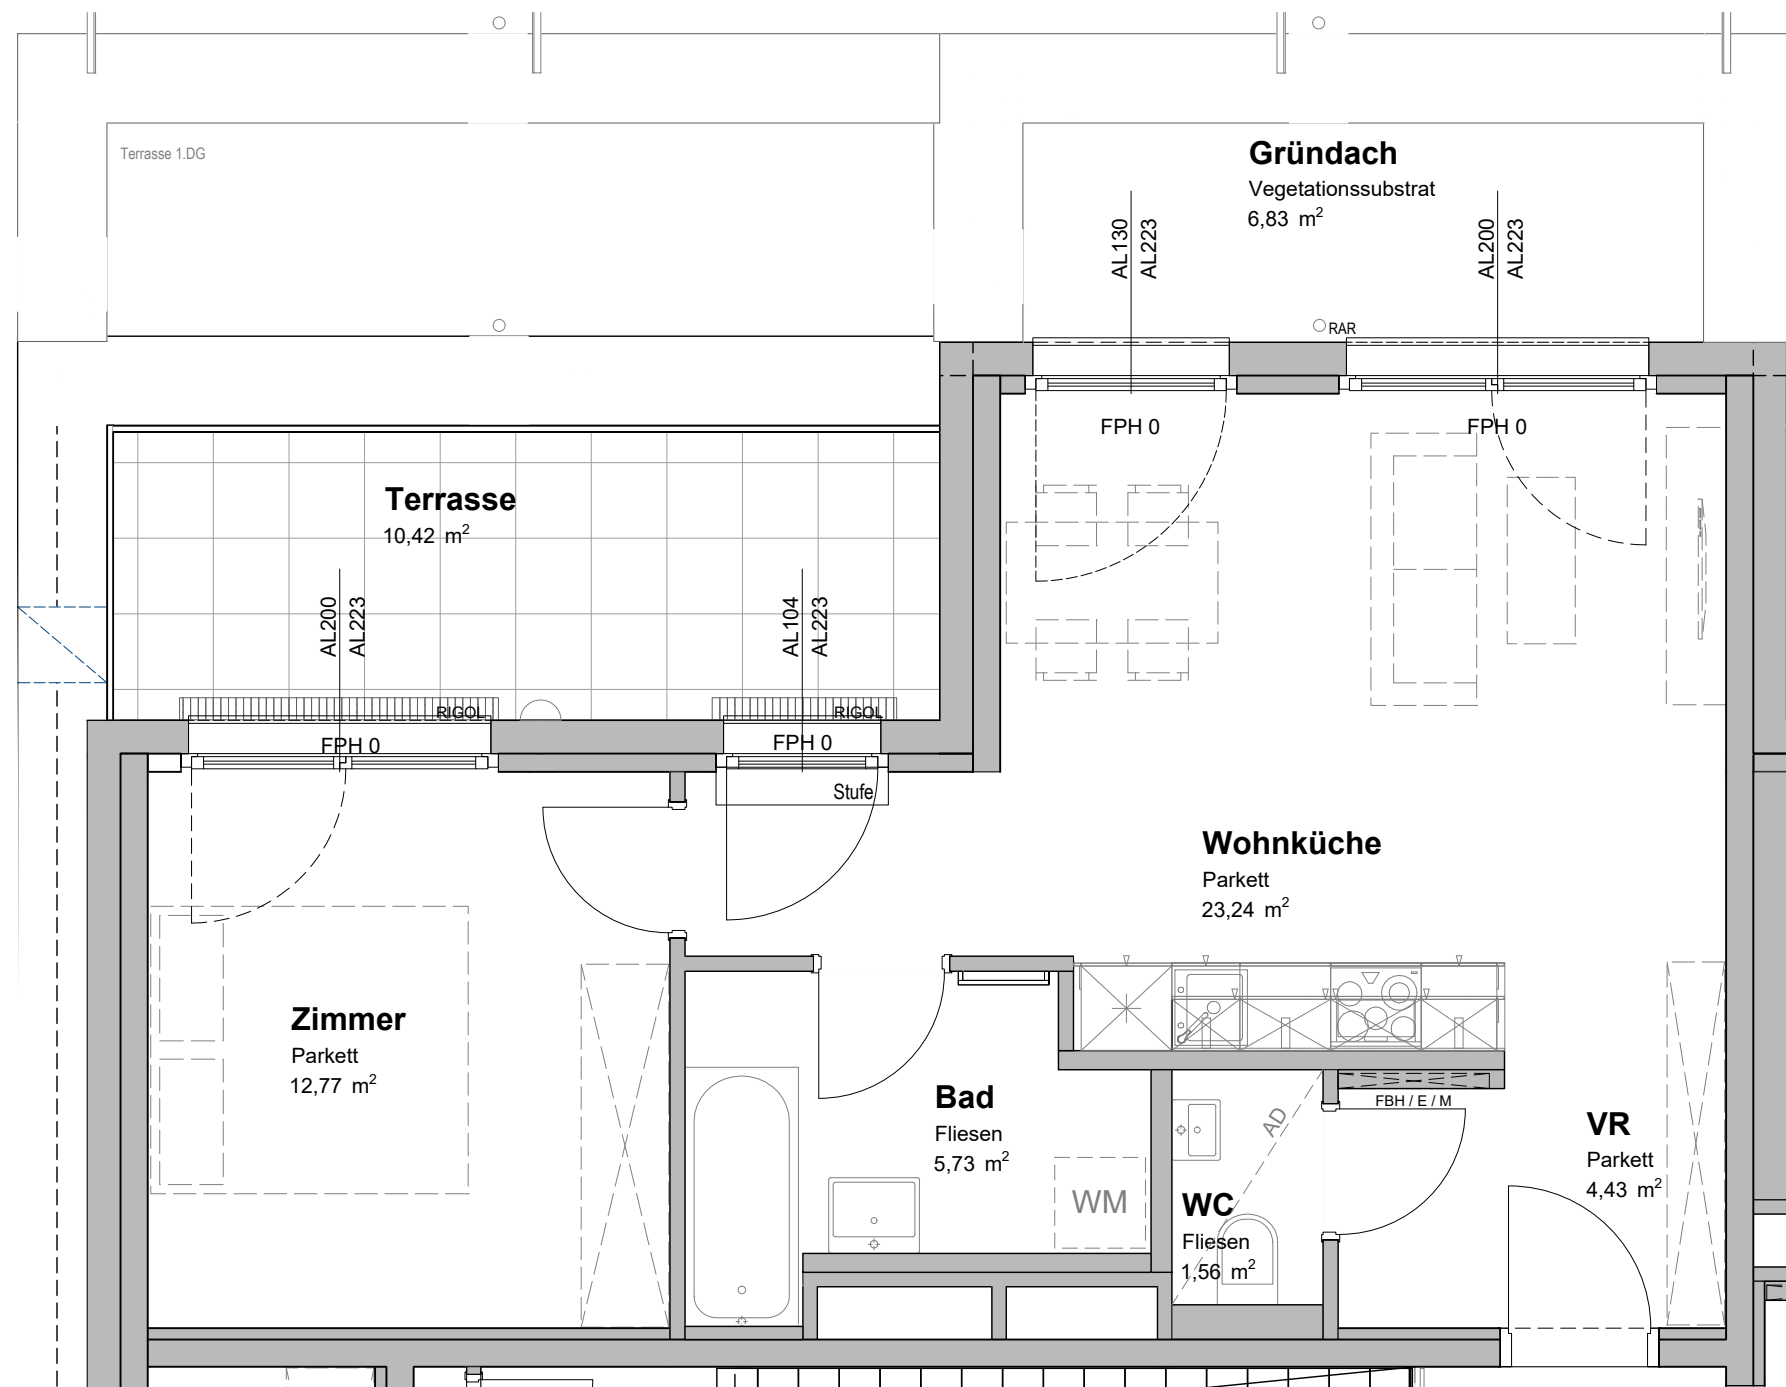 Terrasse 1.DG
Gründach
Vegetationssubstrat
6,83 m²
AL130
AL223
AL200
AL223
RAR
FPH 0
FPH 0
Terrasse
10,42 m²
AL200
AL223
AL104
AL223
RIGOL
RIGOL
FPH 0
FPH 0
Stufe
Wohnküche
Parkett
23,24 m²
Zimmer
Parkett
12,77 m²
Bad
Fliesen
5,73 m²
WM
AD
FBH / E / M
VR
Parkett
4,43 m²
WC
Fliesen
1,56 m²